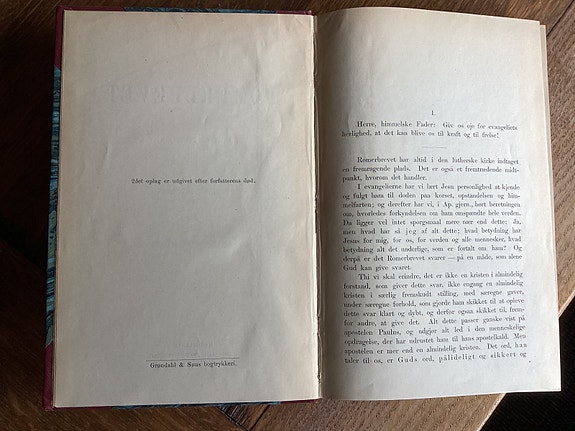 2det oplag er udgivet efter forfatterens død.
Grøndahl & Søns bogtrykkeri.
I.
Herre, himmelske Fader: Giv os øje for evangeliets
herlighed, at det kan blive os til kraft og til frelse!
Romerbrevet har altid i den lutherske kirke indtaget
en fremragende plads. Det er også et fremtrædende midt-
punkt, hvorom det handler.
I evangelierne har vi lært Jesu personlighed at kjende
og fulgt ham til døden paa korset, opstandelsen og himmel-
farten; og derefter har vi, i Ap. gjern., hørt beretningen
om, hvorledes forkyndelsen om ham omspændte hele verden.
Da ligger vel intet spørgsmaal mere nær end dette: Ja,
men hvad har så jeg af alt dette; hvad betydning har
Jesus for mig, for os, for verden og alle mennesker, hvad
betydning alt det underlige, som er fortalt om ham? Og
derpå er det Romerbrevet svarer — på en måde, som alene
Gud kan give svaret.
Thi vi skal erindre, det er ikke en kristen i almindelig
forstand, som giver dette svar, ikke engang en almindelig
kristen i særlig fremskudt stilling, med særegne gaver,
under særegne forhold, som gjorde ham skikket til at opleve
dette svar klart og dybt, og derfor også skikket til, frem-
for andre, at give det. Alt dette passer ganske vist på
apostelen Paulus, og udgjør alt led i den menneskelige
opdragelse, der har udrustet ham til hans apostelkald. Men
apostelen er mer end en almindelig kristen. Det ord, han
taler til os, er Guds ord, pålideligt og sikkert og